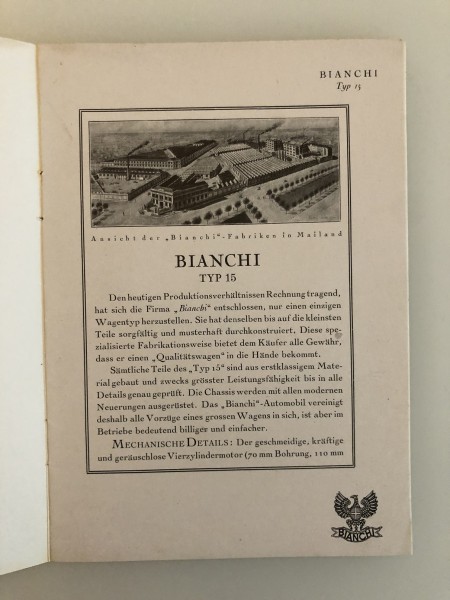 BIANCHI
Typ 15
Ansicht der „Bianchi“-Fabriken in Mailand
BIANCHI
TYP 15
Den heutigen Produktionsverhältnissen Rechnung tragend,
hat sich die Firma „Bianchi“ entschlossen, nur einen einzigen
Wagentyp herzustellen. Sie hat denselben bis auf die kleinsten
Teile sorgfältig und musterhaft durchkonstruiert. Diese spe-
zialisierte Fabrikationsweise bietet dem Käufer alle Gewähr,
dass er einen „Qualitätswagen“ in die Hände bekommt.
Sämtliche Teile des „Typ 15“ sind aus erstklassigem Mate-
rial gebaut und zwecks grösster Leistungsfähigkeit bis in alle
Details genau geprüft. Die Chassis werden mit allen modernen
Neuerungen ausgerüstet. Das „Bianchi“-Automobil vereinigt
deshalb alle Vorzüge eines grossen Wagens in sich, ist aber im
Betriebe bedeutend billiger und einfacher.
MECHANISCHE DETAILS: Der geschmeidige, kräftige
und geräuschlose Vierzylindermotor (70 mm Bohrung, 110 mm
BIANCHI